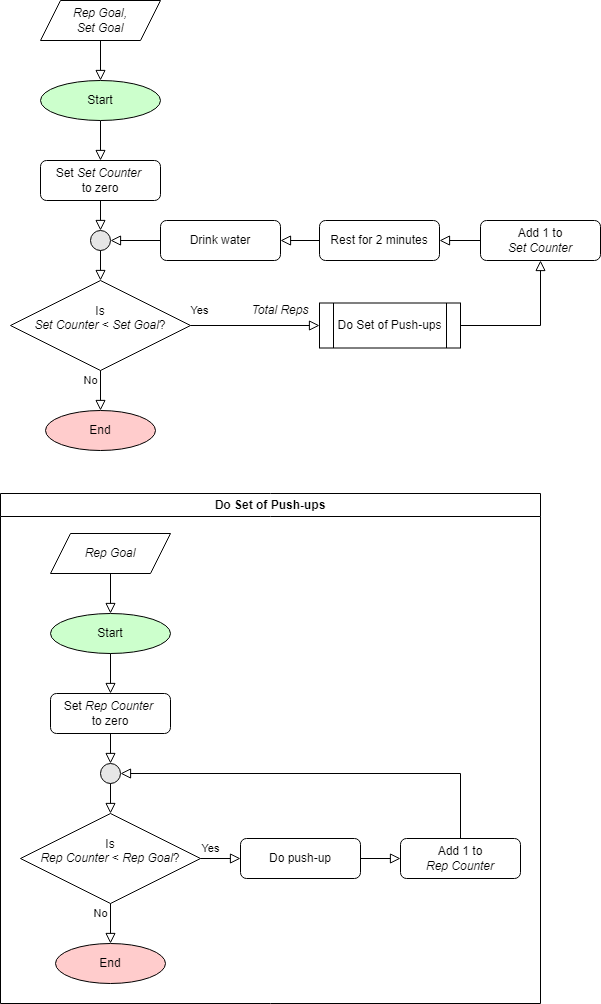 Rep Goal,
Set Goal
Start
Set Set Counter
to zero
Drink water
Rest for 2 minutes
Add 1 to
Set Counter
Is
Set Counter < Set Goal?
Yes
Total Reps
Do Set of Push-ups
No
End
Do Set of Push-ups
Rep Goal
Start
Set Rep Counter
to zero
Is
Rep Counter < Rep Goal?
Yes
Do push-up
Add 1 to
Rep Counter
No
End